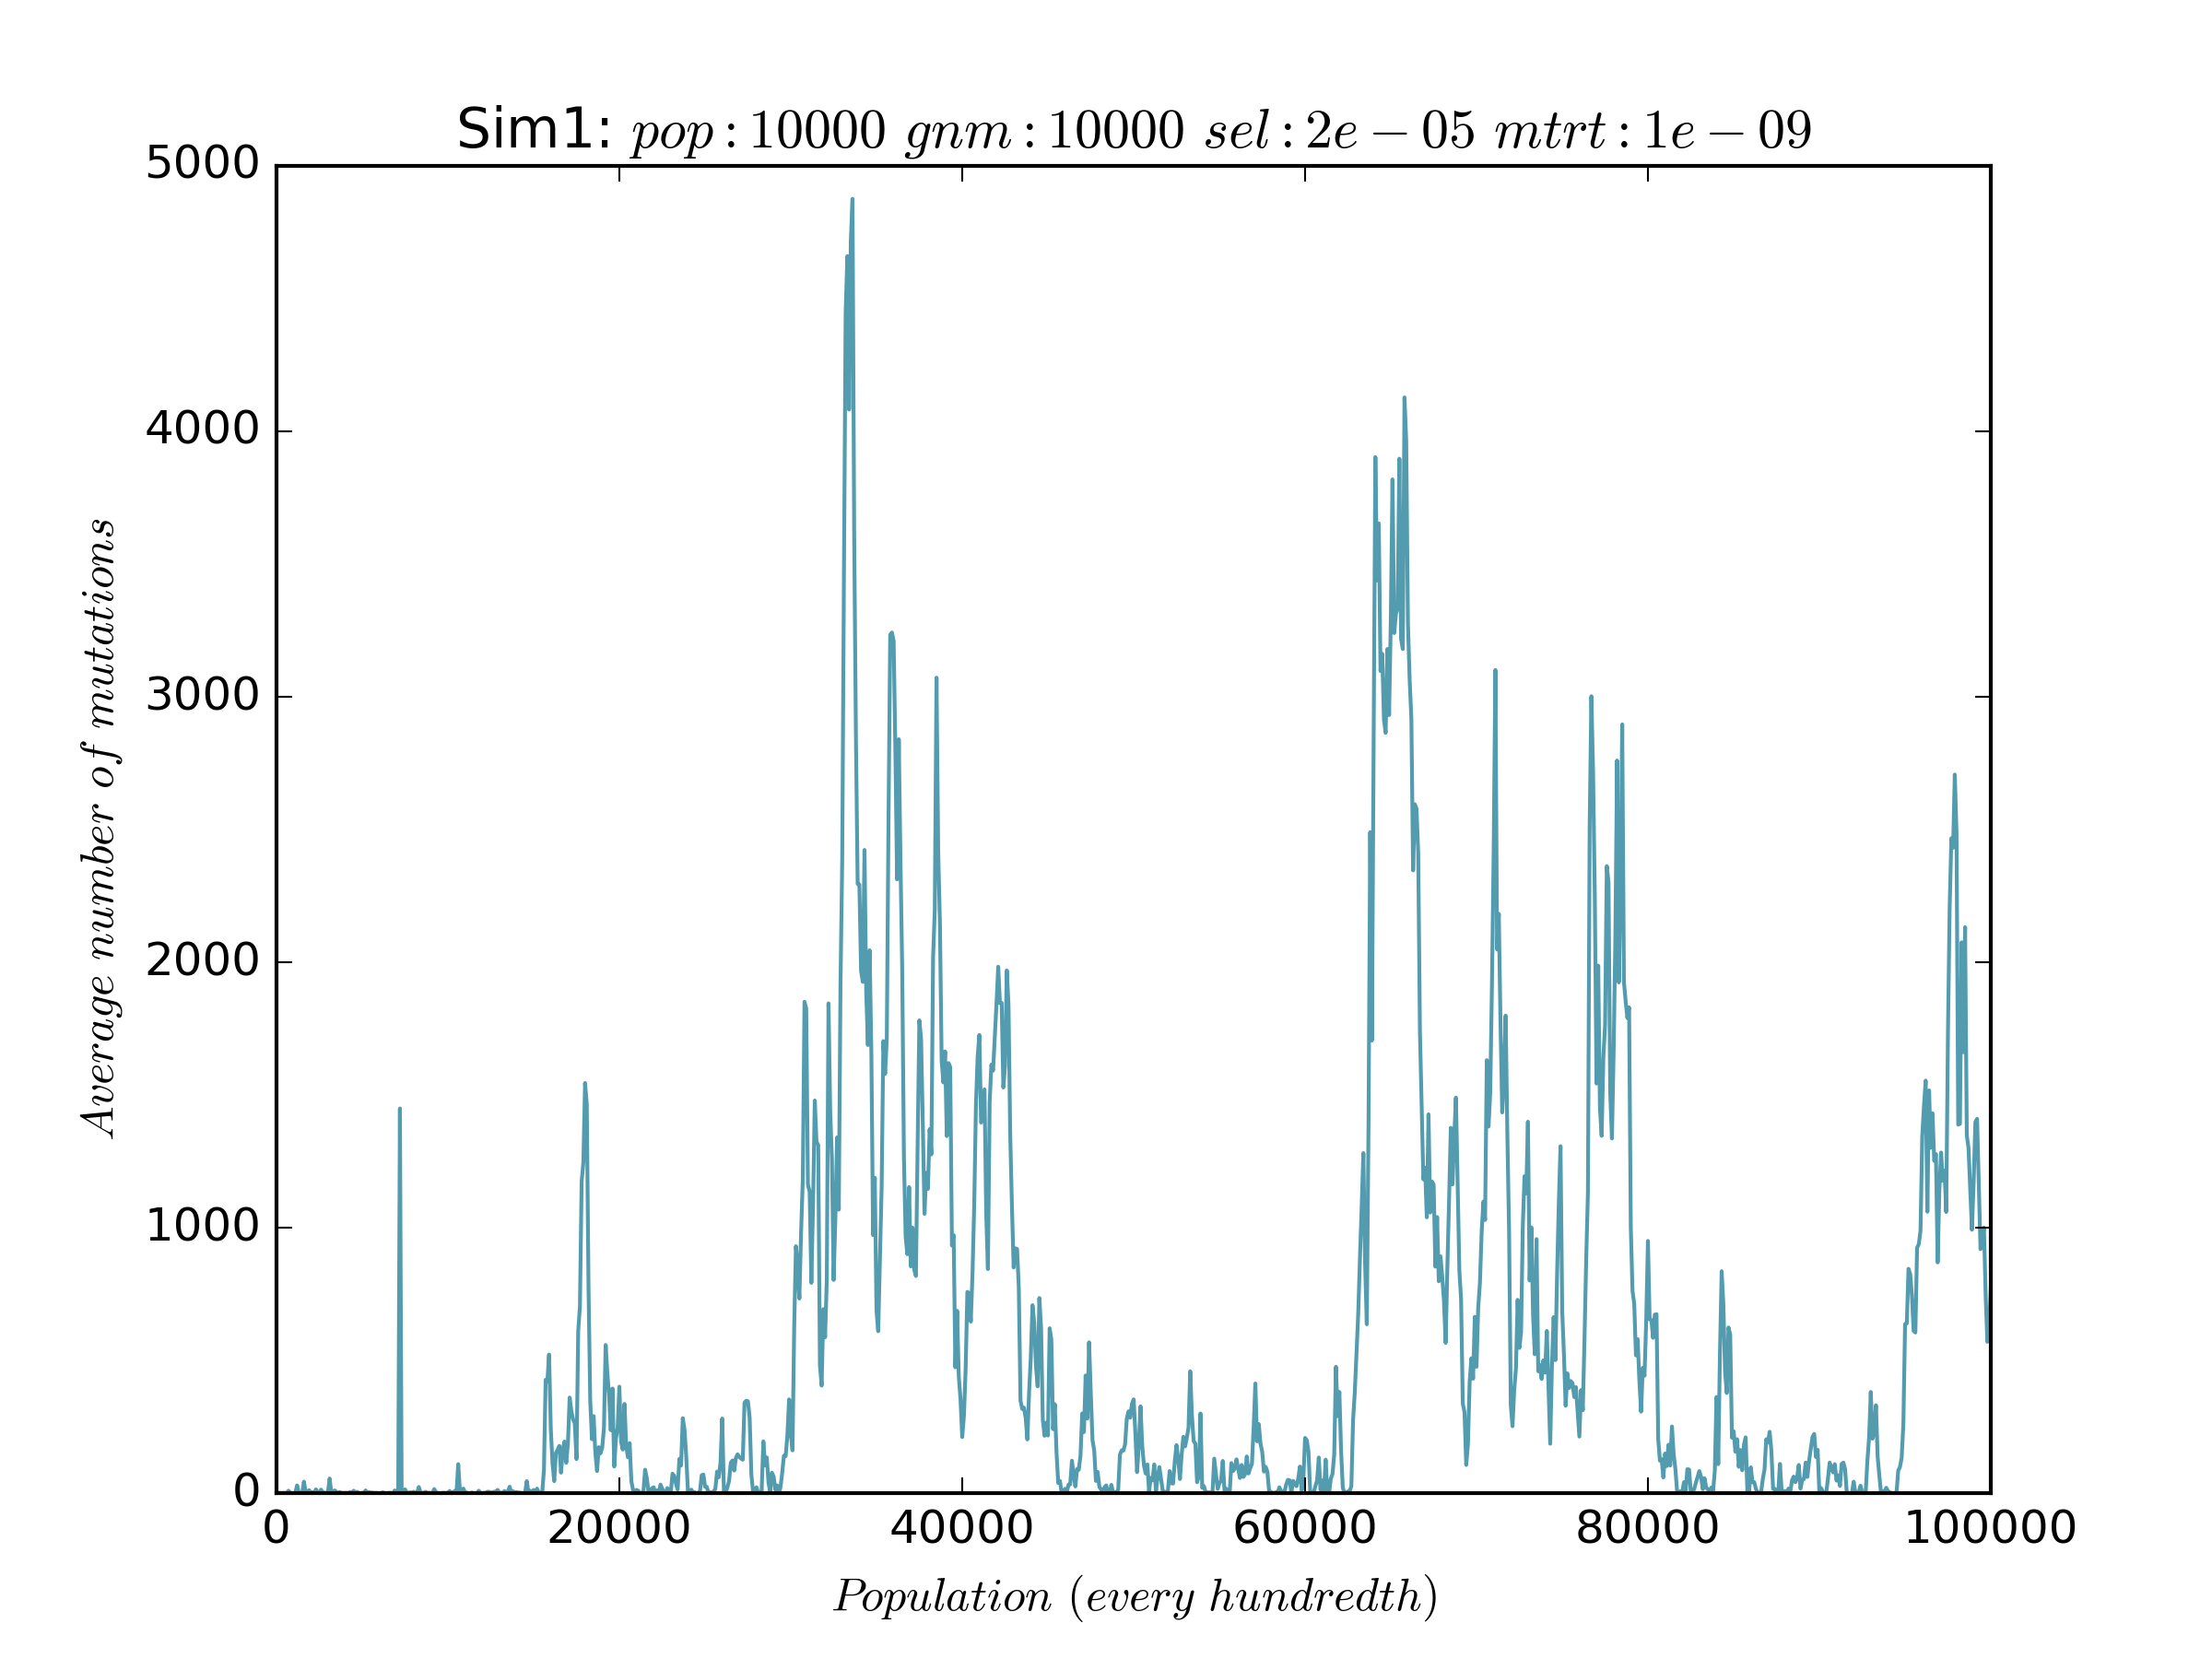 Sim1: pop : 10000 gnm : 10000 sel : 2e − 05 mtrt : 1e − 09
5000
4000
3000
2000
1000
0
Average number of mutations
0 20000 40000 60000 80000 100000
Population (every hundredth)